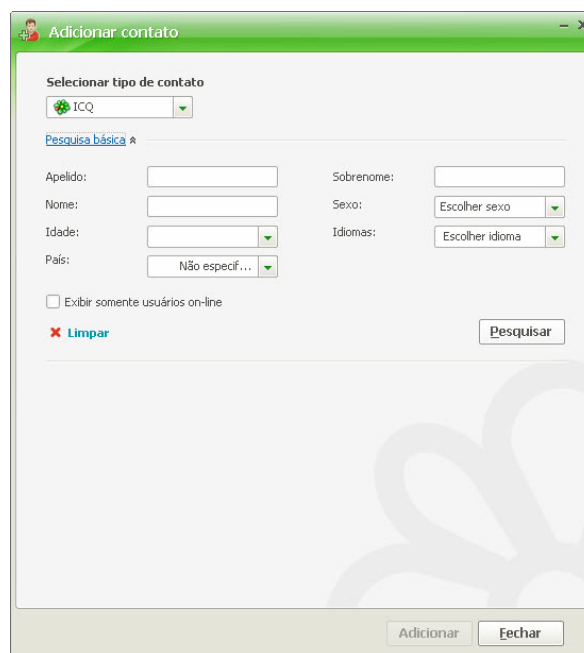 Adicionar contato
Selecionar tipo de contato
ICQ
Pesquisa básica
Apelido:
Sobrenome:
Nome:
Sexo: Escolher sexo
Idade:
Idiomas: Escolher idioma
País: Não especif...
Exibir somente usuários on-line
Limpar
Pesquisar
Adicionar Fechar